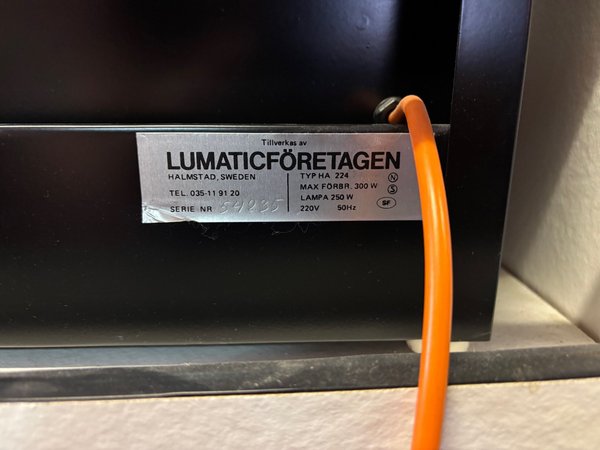 Tillverkas av
LUMATICFÖRETAGEN
HALMSTAD, SWEDEN
TEL. 035-11 91 20
SERIE NR
TYP HA 224
MAX FÖRBR. 300 W
LAMPA 250 W
220V 50Hz
N
S
SF